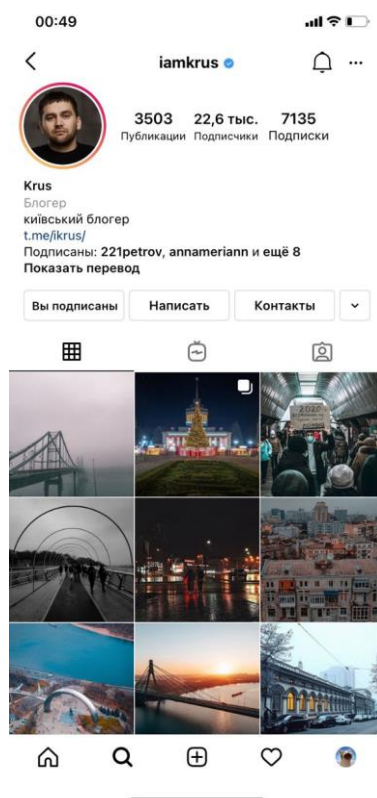 00:49
iamkrus
3503 22,6 тыс. 7135
Публикации Подписчики Подписки
Krus
Блогер
київський блогер
t.me/ikrus/
Подписаны: 221petrov, annameriann и ещё 8
Показать перевод
Вы подписаны Написать Контакты
2020